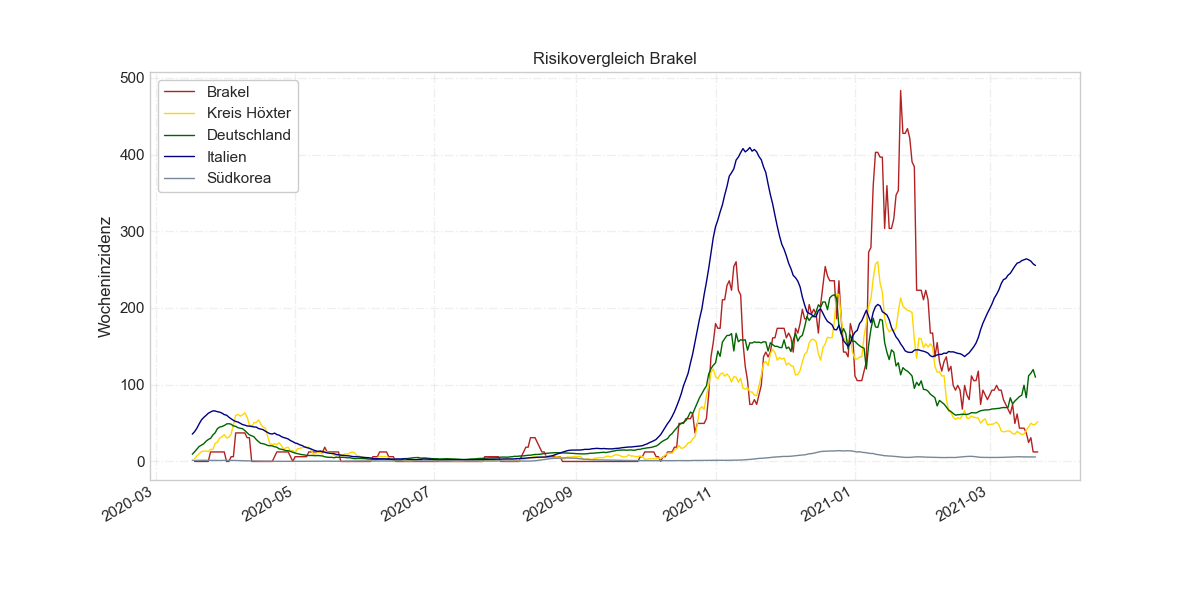 Risikovergleich Brakel
Wocheninzidenz
500
400
300
200
100
0
Brakel
Kreis Höxter
Deutschland
Italien
Südkorea
2020-03
2020-05
2020-07
2020-09
2020-11
2021-01
2021-03